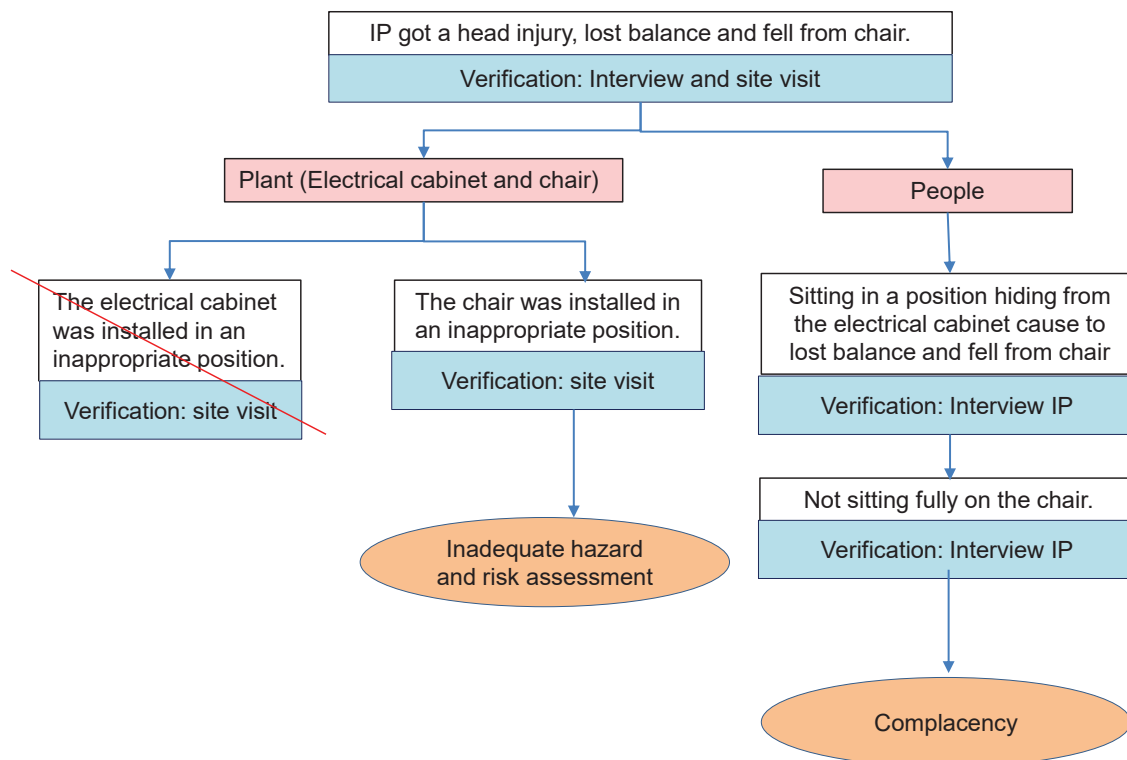 IP got a head injury, lost balance and fell from chair.
Verification: Interview and site visit
Plant (Electrical cabinet and chair)
People
The electrical cabinet
was installed in an
inappropriate position.
Verification: site visit
The chair was installed in
an inappropriate position.
Verification: site visit
Sitting in a position hiding from
the electrical cabinet cause to
lost balance and fell from chair
Verification: Interview IP
Not sitting fully on the chair.
Verification: Interview IP
Inadequate hazard
and risk assessment
Complacency